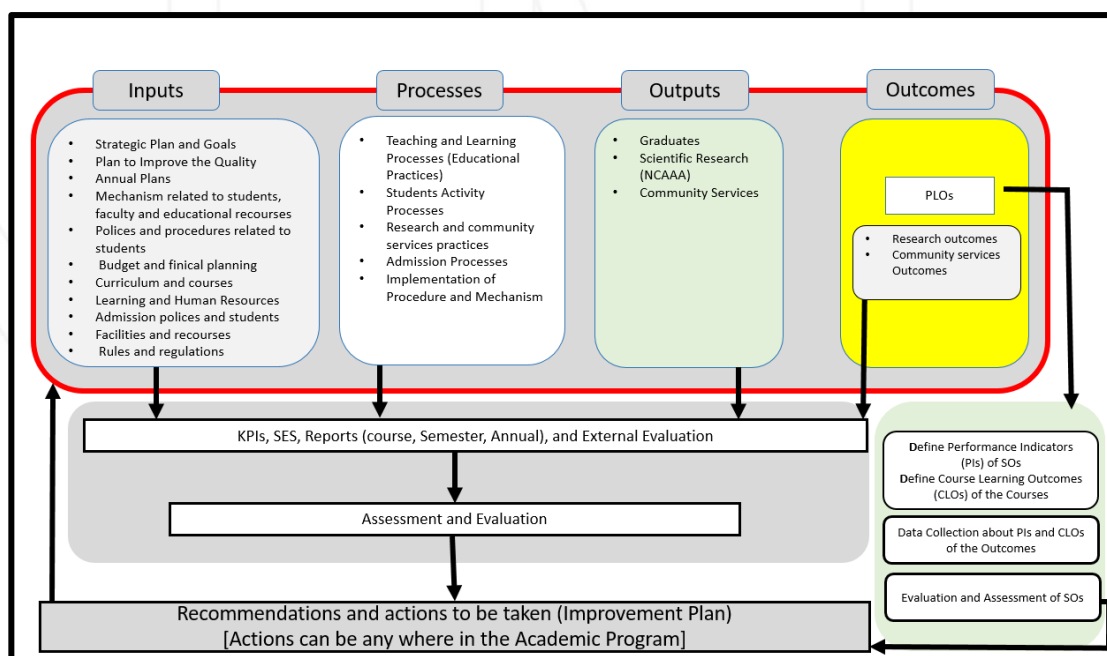 Inputs
Processes
Outputs
Outcomes
• Strategic Plan and Goals
• Plan to Improve the Quality
• Annual Plans
• Mechanism related to students,
faculty and educational recourses
• Polices and procedures related to
students
• Budget and finical planning
• Curriculum and courses
• Learning and Human Resources
• Admission polices and students
• Facilities and recourses
• Rules and regulations
• Teaching and Learning
Processes (Educational
Practices)
• Students Activity
Processes
• Research and community
services practices
• Admission Processes
• Implementation of
Procedure and Mechanism
• Graduates
• Scientific Research
(NCAAA)
• Community Services
PLOs
• Research outcomes
• Community services
Outcomes
KPIs, SES, Reports (course, Semester, Annual), and External Evaluation
Assessment and Evaluation
Define Performance Indicators
(PIs) of SOs
Define Course Learning Outcomes
(CLOs) of the Courses
Data Collection about PIs and CLOs
of the Outcomes
Evaluation and Assessment of SOs
Recommendations and actions to be taken (Improvement Plan)
[Actions can be any where in the Academic Program]